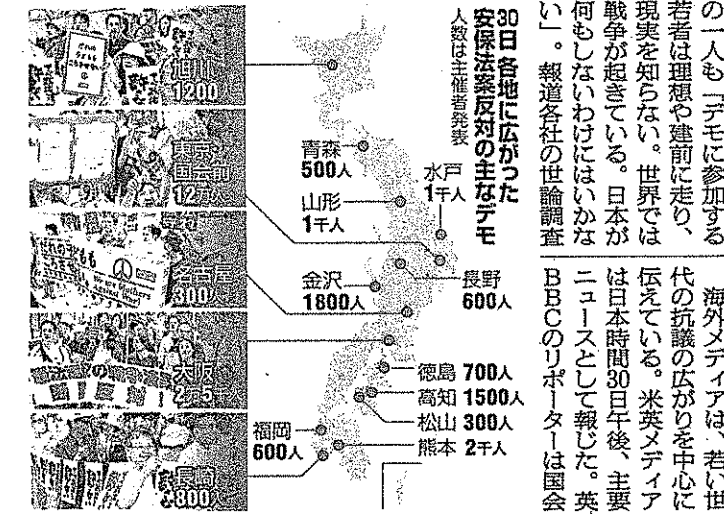 の一人も「デモに参加する
若者は理想や建前に走り、
現実を知らない。世界では
戦争が起きている。日本が
何もしないわけにはいかな
い」。報道各社の世論調査
海外メディアは、若い世
代の抗議の広がりを中心に
伝えている。米英メディア
は日本時間30日午後、主要
ニュースとして報じた。英
BBCのリポーターは国会
30日 各地に広がった
安保法案反対の主なデモ
人数は主催者発表
旭川
1200
青森
500人
水戸
1千人
山形
1千人
東京・
国会前
12万人
金沢
1800人
長野
600人
名古屋
300人
大阪
徳島 700人
高知 1500人
松山 300人
福岡
600人
熊本 2千人
長崎
800人